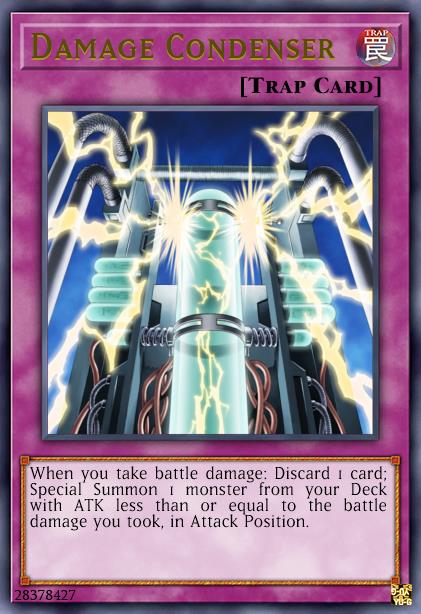 Damage Condenser
TRAP
罠
[Trap Card]
When you take battle damage: Discard 1 card;
Special Summon 1 monster from your Deck
with ATK less than or equal to the battle
damage you took, in Attack Position.
28378427